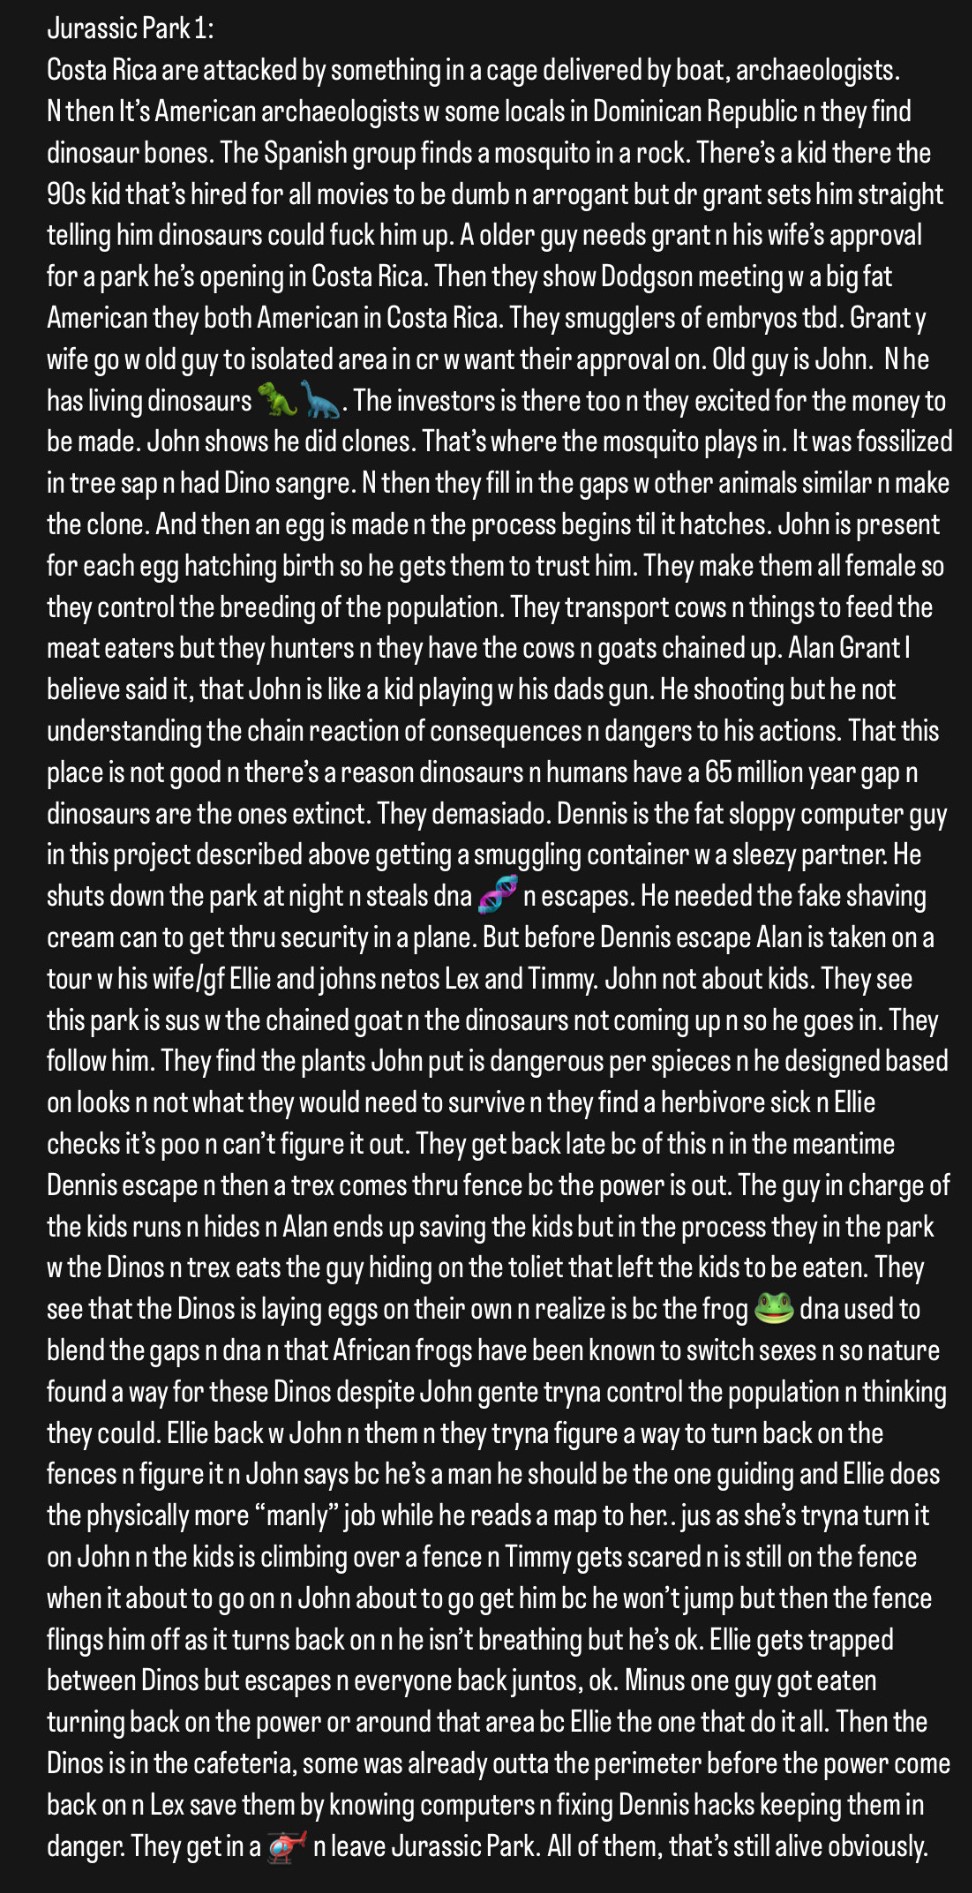 Jurassic Park 1:
Costa Rica are attacked by something in a cage delivered by boat, archaeologists.
N then It's American archaeologists w some locals in Dominican Republic n they find
dinosaur bones. The Spanish group finds a mosquito in a rock. There's a kid there the
90s kid that's hired for all movies to be dumb n arrogant but dr grant sets him straight
telling him dinosaurs could fuck him up. A older guy needs grant n his wife's approval
for a park he's opening in Costa Rica. Then they show Dodgson meeting w a big fat
American they both American in Costa Rica. They smugglers of embryos tbd. Grant y
wife go w old guy to isolated area in cr w want their approval on. Old guy is John.  N he
has living dinosaurs 🦖🦕. The investors is there too n they excited for the money to
be made. John shows he did clones. That's where the mosquito plays in. It was fossilized
in tree sap n had Dino sangre. N then they fill in the gaps w other animals similar n make
the clone. And then an egg is made n the process begins til it hatches. John is present
for each egg hatching birth so he gets them to trust him. They make them all female so
they control the breeding of the population. They transport cows n things to feed the
meat eaters but they hunters n they have the cows n goats chained up. Alan Grant I
believe said it, that John is like a kid playing w his dads gun. He shooting but he not
understanding the chain reaction of consequences n dangers to his actions. That this
place is not good n there's a reason dinosaurs n humans have a 65 million year gap n
dinosaurs are the ones extinct. They demasiado. Dennis is the fat sloppy computer guy
in this project described above getting a smuggling container w a sleezy partner. He
shuts down the park at night n steals dna 🧬 n escapes. He needed the fake shaving
cream can to get thru security in a plane. But before Dennis escape Alan is taken on a
tour w his wife/gf Ellie and johns netos Lex and Timmy. John not about kids. They see
this park is sus w the chained goat n the dinosaurs not coming up n so he goes in. They
follow him. They find the plants John put is dangerous per spieces n he designed based
on looks n not what they would need to survive n they find a herbivore sick n Ellie
checks it's poo n can't figure it out. They get back late bc of this n in the meantime
Dennis escape n then a trex comes thru fence bc the power is out. The guy in charge of
the kids runs n hides n Alan ends up saving the kids but in the process they in the park
w the Dinos n trex eats the guy hiding on the toliet that left the kids to be eaten. They
see that the Dinos is laying eggs on their own n realize is bc the frog 🐸 dna used to
blend the gaps n dna n that African frogs have been known to switch sexes n so nature
found a way for these Dinos despite John gente tryna control the population n thinking
they could. Ellie back w John n them n they tryna figure a way to turn back on the
fences n figure it n John says bc he's a man he should be the one guiding and Ellie does
the physically more "manly" job while he reads a map to her.. jus as she's tryna turn it
on John n the kids is climbing over a fence n Timmy gets scared n is still on the fence
when it about to go on n John about to go get him bc he won't jump but then the fence
flings him off as it turns back on n he isn't breathing but he's ok. Ellie gets trapped
between Dinos but escapes n everyone back juntos, ok. Minus one guy got eaten
turning back on the power or around that area bc Ellie the one that do it all. Then the
Dinos is in the cafeteria, some was already outta the perimeter before the power come
back on n Lex save them by knowing computers n fixing Dennis hacks keeping them in
danger. They get in a 🚁 n leave Jurassic Park. All of them, that's still alive obviously.